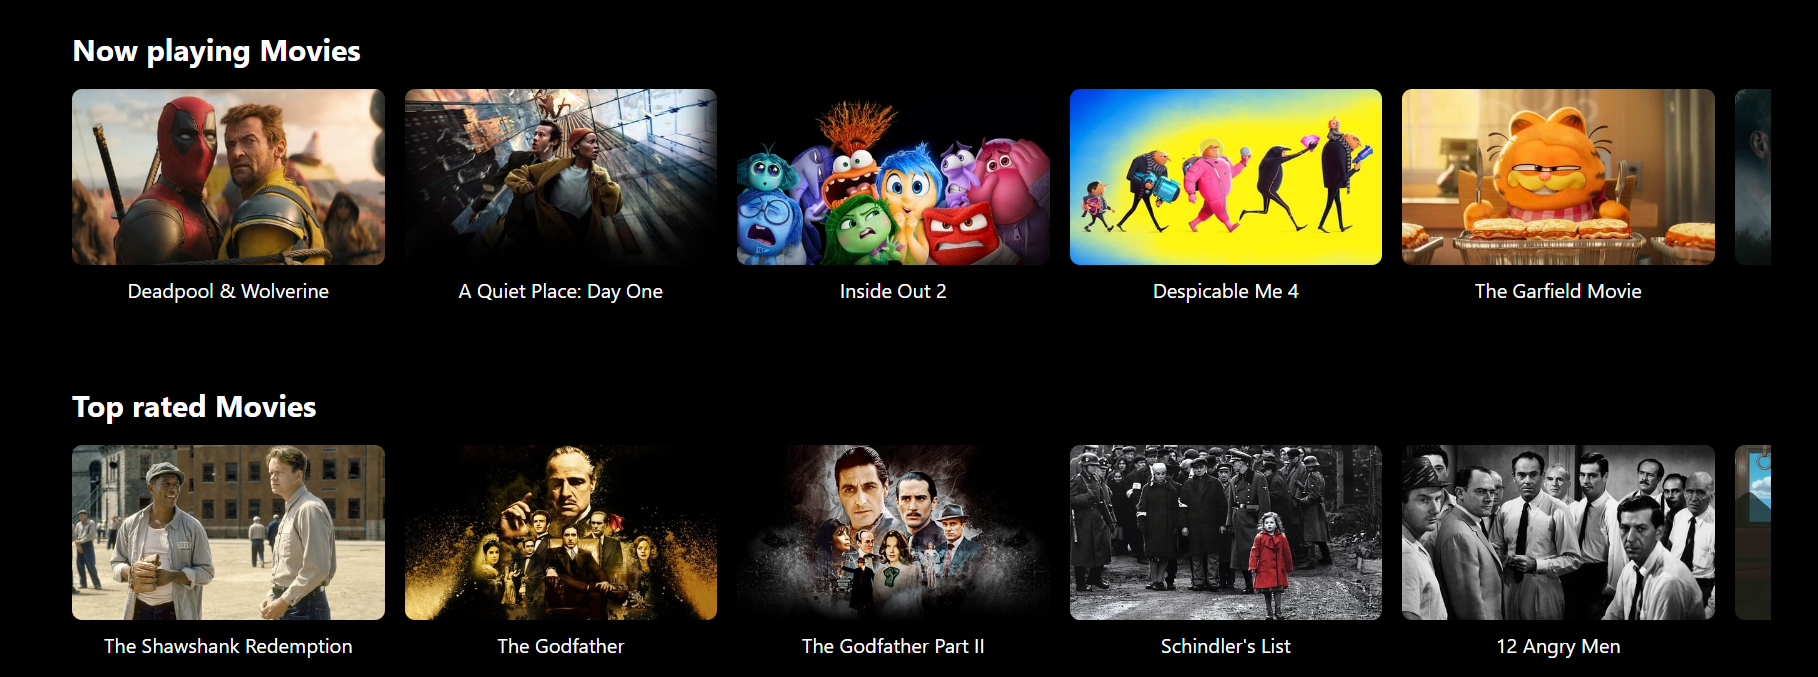 Now playing Movies
Deadpool & Wolverine
A Quiet Place: Day One
Inside Out 2
Despicable Me 4
The Garfield Movie
Top rated Movies
The Shawshank Redemption
The Godfather
The Godfather Part II
Schindler's List
12 Angry Men